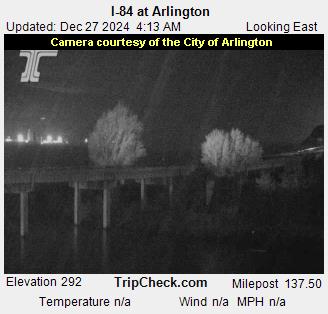 I-84 at Arlington
Updated: Dec 27 2024 4:13 AM Looking East
Camera courtesy of the City of Arlington
Elevation 292 TripCheck.com Milepost 137.50
Temperature n/a Wind n/a MPH n/a